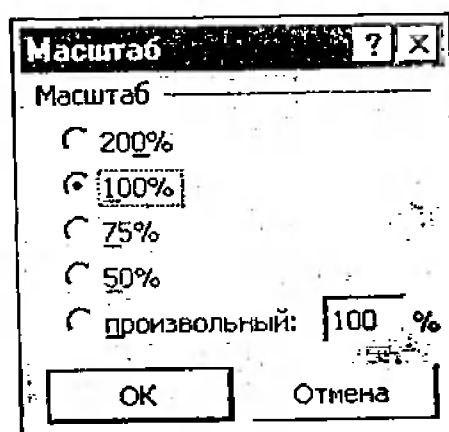 Масштаб ? X
Масштаб
200%
100%
75%
50%
произвольный: 100 %
ОК Отмена